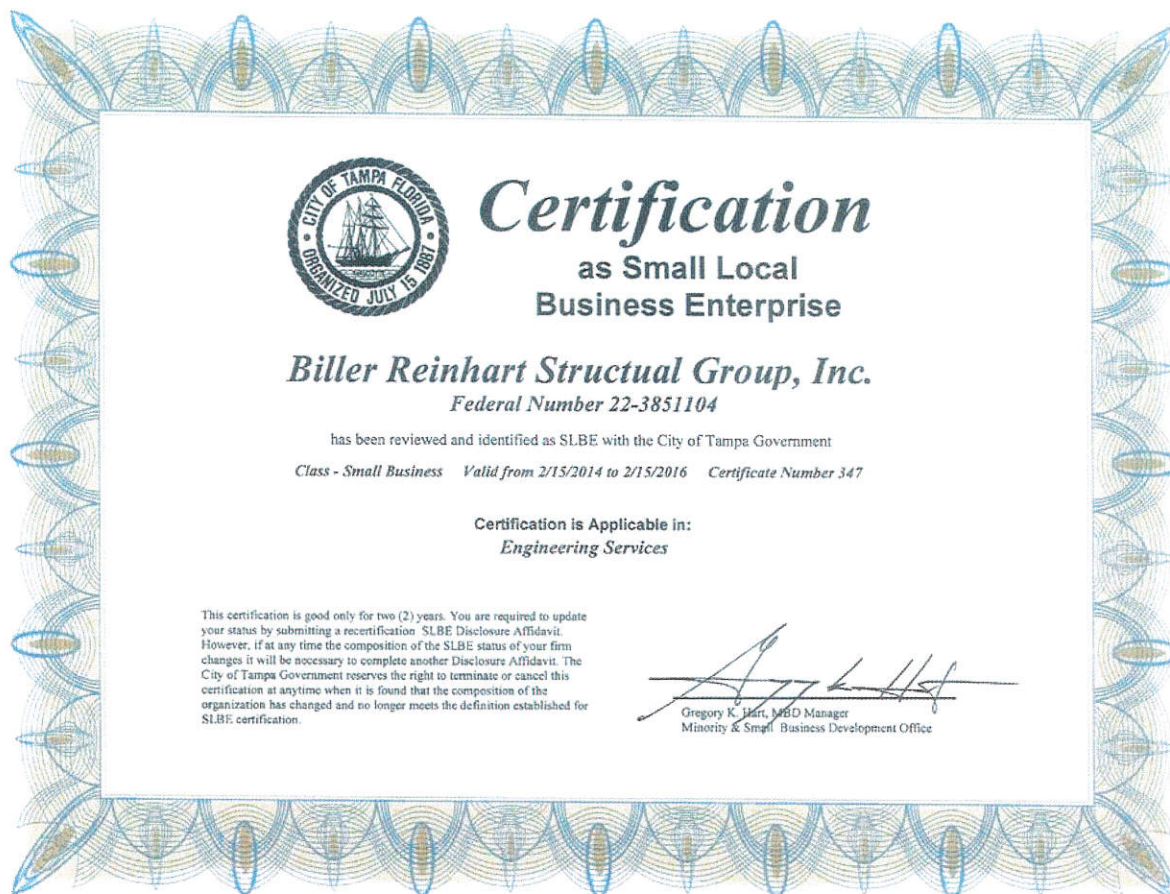 CITY OF TAMPA FLORIDA
ORGANIZED JULY 15 1887
Certification
as Small Local
Business Enterprise
Biller Reinhart Structual Group, Inc.
Federal Number 22-3851104
has been reviewed and identified as SLBE with the City of Tampa Government
Class - Small Business Valid from 2/15/2014 to 2/15/2016 Certificate Number 347
Certification is Applicable in:
Engineering Services
This certification is good only for two (2) years. You are required to update
your status by submitting a recertification SLBE Disclosure Affidavit.
However, if at any time the composition of the SLBE status of your firm
changes it will be necessary to complete another Disclosure Affidavit. The
City of Tampa Government reserves the right to terminate or cancel this
certification at anytime when it is found that the composition of the
organization has changed and no longer meets the definition established for
SLBE certification.
Gregory K. Hart, MBD Manager
Minority & Small Business Development Office